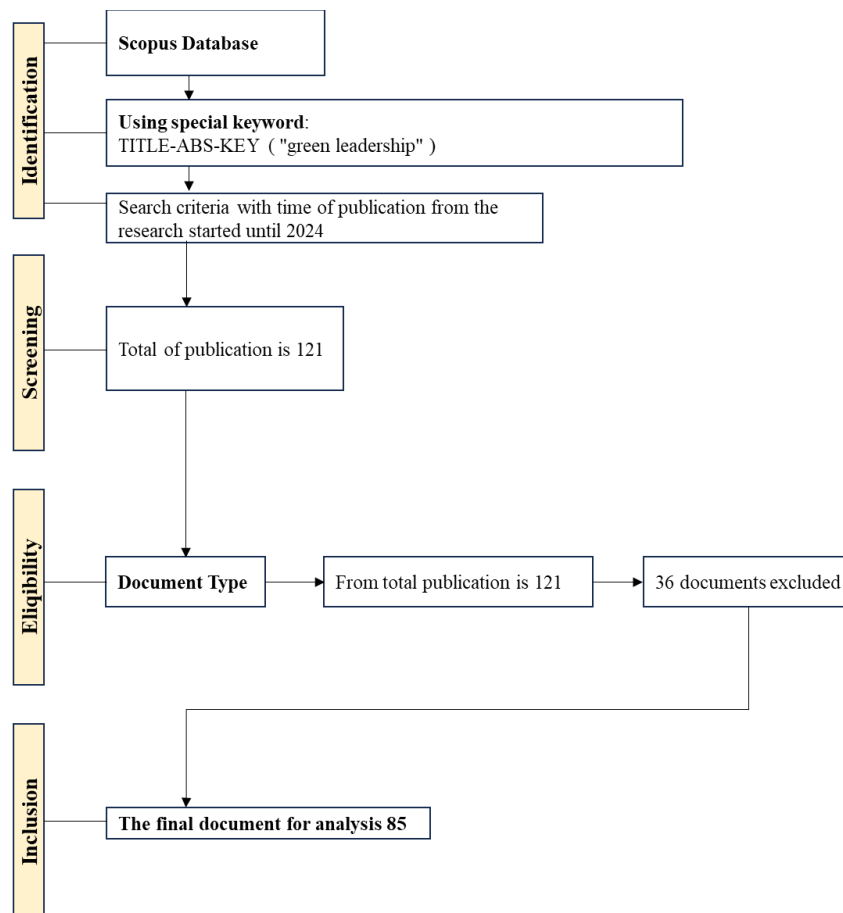 Identification
Scopus Database
Using special keyword:
TITLE-ABS-KEY ( "green leadership" )
Search criteria with time of publication from the
research started until 2024
Screening
Total of publication is 121
Eliqibility
Document Type
From total publication is 121
36 documents excluded
Inclusion
The final document for analysis 85